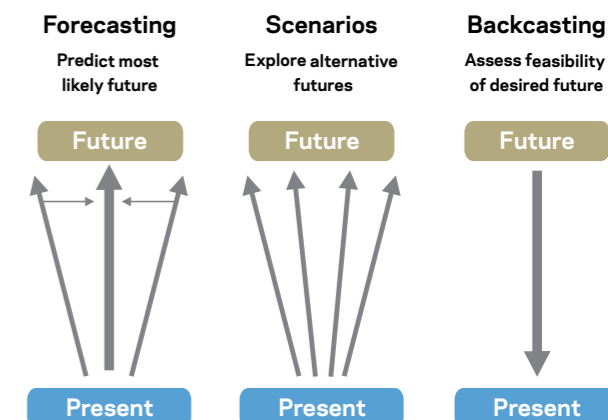 Forecasting
Predict most
likely future
Future
Present
Scenarios
Explore alternative
futures
Future
Present
Backcasting
Assess feasibility
of desired future
Future
Present